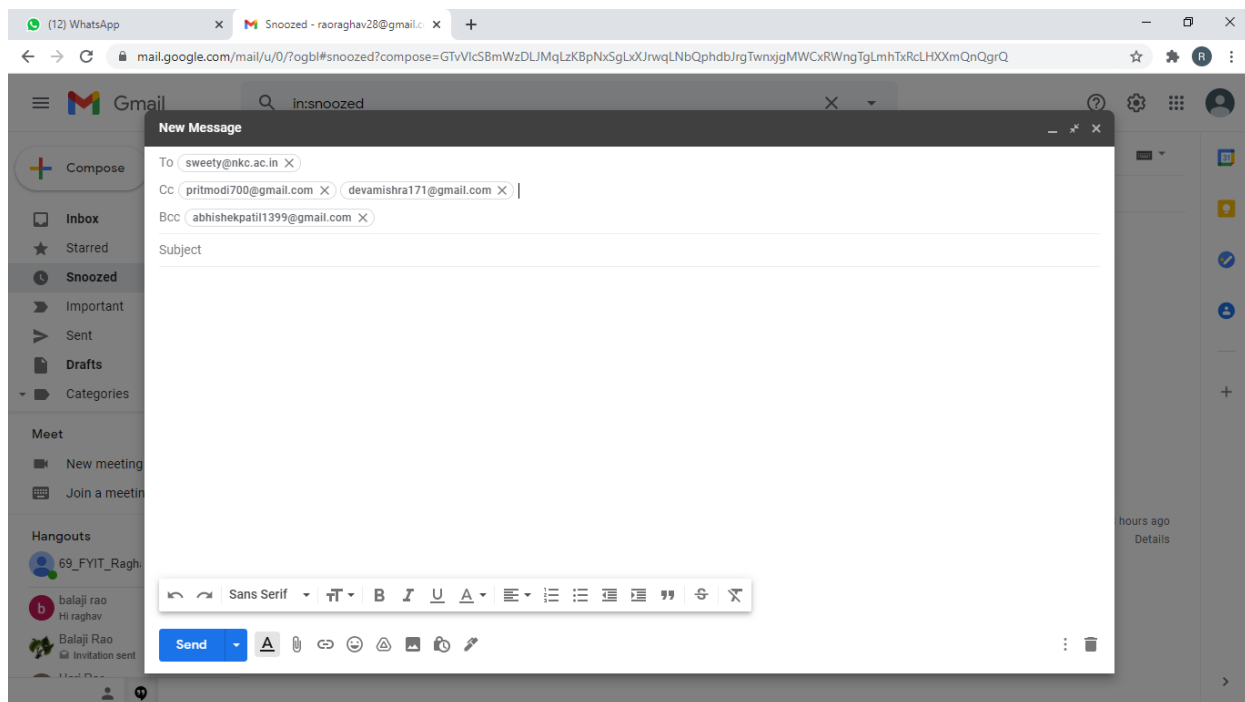 (12) WhatsApp
Snoozed - raoraghav28@gmail.c
mail.google.com/mail/u/0/?ogbl#snoozed?compose=GTvVlcSBmWzDLJMqLzKBpNxSgLxXJrwqLNbQphdbJrgTwnxjgMWCxRWngTgLmhTxRcLHXXmQnQgrQ
R
Gmail
in:snoozed
New Message
Compose
To sweety@nkc.ac.in
31
Cc pritmodi700@gmail.com devamishra171@gmail.com
Inbox
Bcc abhishekpatil1399@gmail.com
Starred
Subject
Snoozed
Important
Sent
Drafts
Categories
Meet
New meeting
Join a meetin
hours ago
Hangouts
Details
69_FYIT_Ragh
balaji rao
Sans Serif
Hi raghav
Balaji Rao
Send
Invitation sent